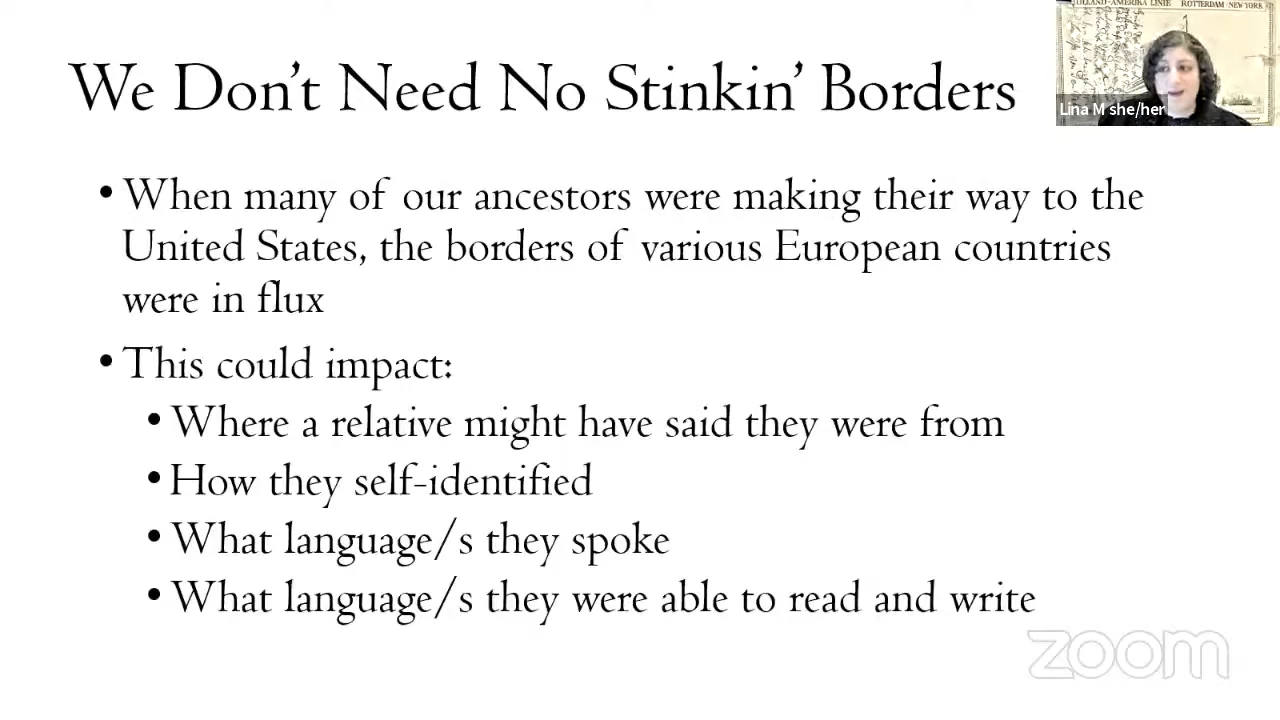 HOLLAND-AMERIKA LINIE ROTTERDAM NEW YORK
Lina M she/her
We Don't Need No Stinkin' Borders
• When many of our ancestors were making their way to the
United States, the borders of various European countries
were in flux
• This could impact:
• Where a relative might have said they were from
• How they self-identified
• What language/s they spoke
• What language/s they were able to read and write
zoom